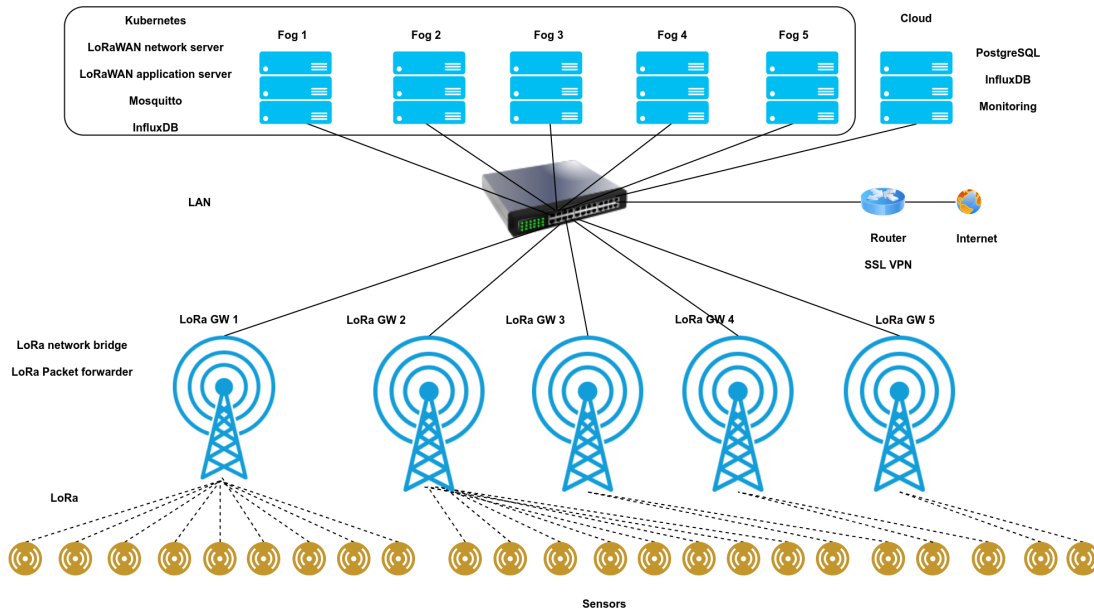 Kubernetes
Cloud
Fog 1
Fog 2
Fog 3
Fog 4
Fog 5
LoRaWAN network server
PostgreSQL
LoRaWAN application server
InfluxDB
Mosquitto
Monitoring
InfluxDB
LAN
Router
Internet
SSL VPN
LoRa GW 1
LoRa GW 2
LoRa GW 3
LoRa GW 4
LoRa GW 5
LoRa network bridge
LoRa Packet forwarder
LoRa
Sensors